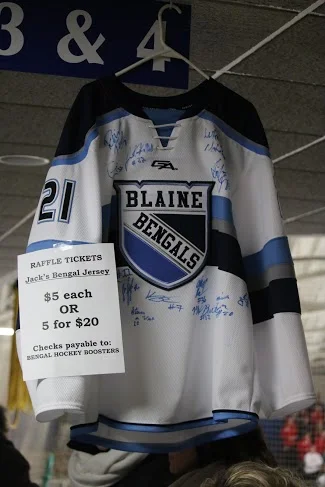 3 & 4
21
BLAINE
BENGALS
RAFFLE TICKETS
Jack's Bengal Jersey
$5 each
OR
5 for $20
Checks payable to:
BENGAL HOCKEY BOOSTERS